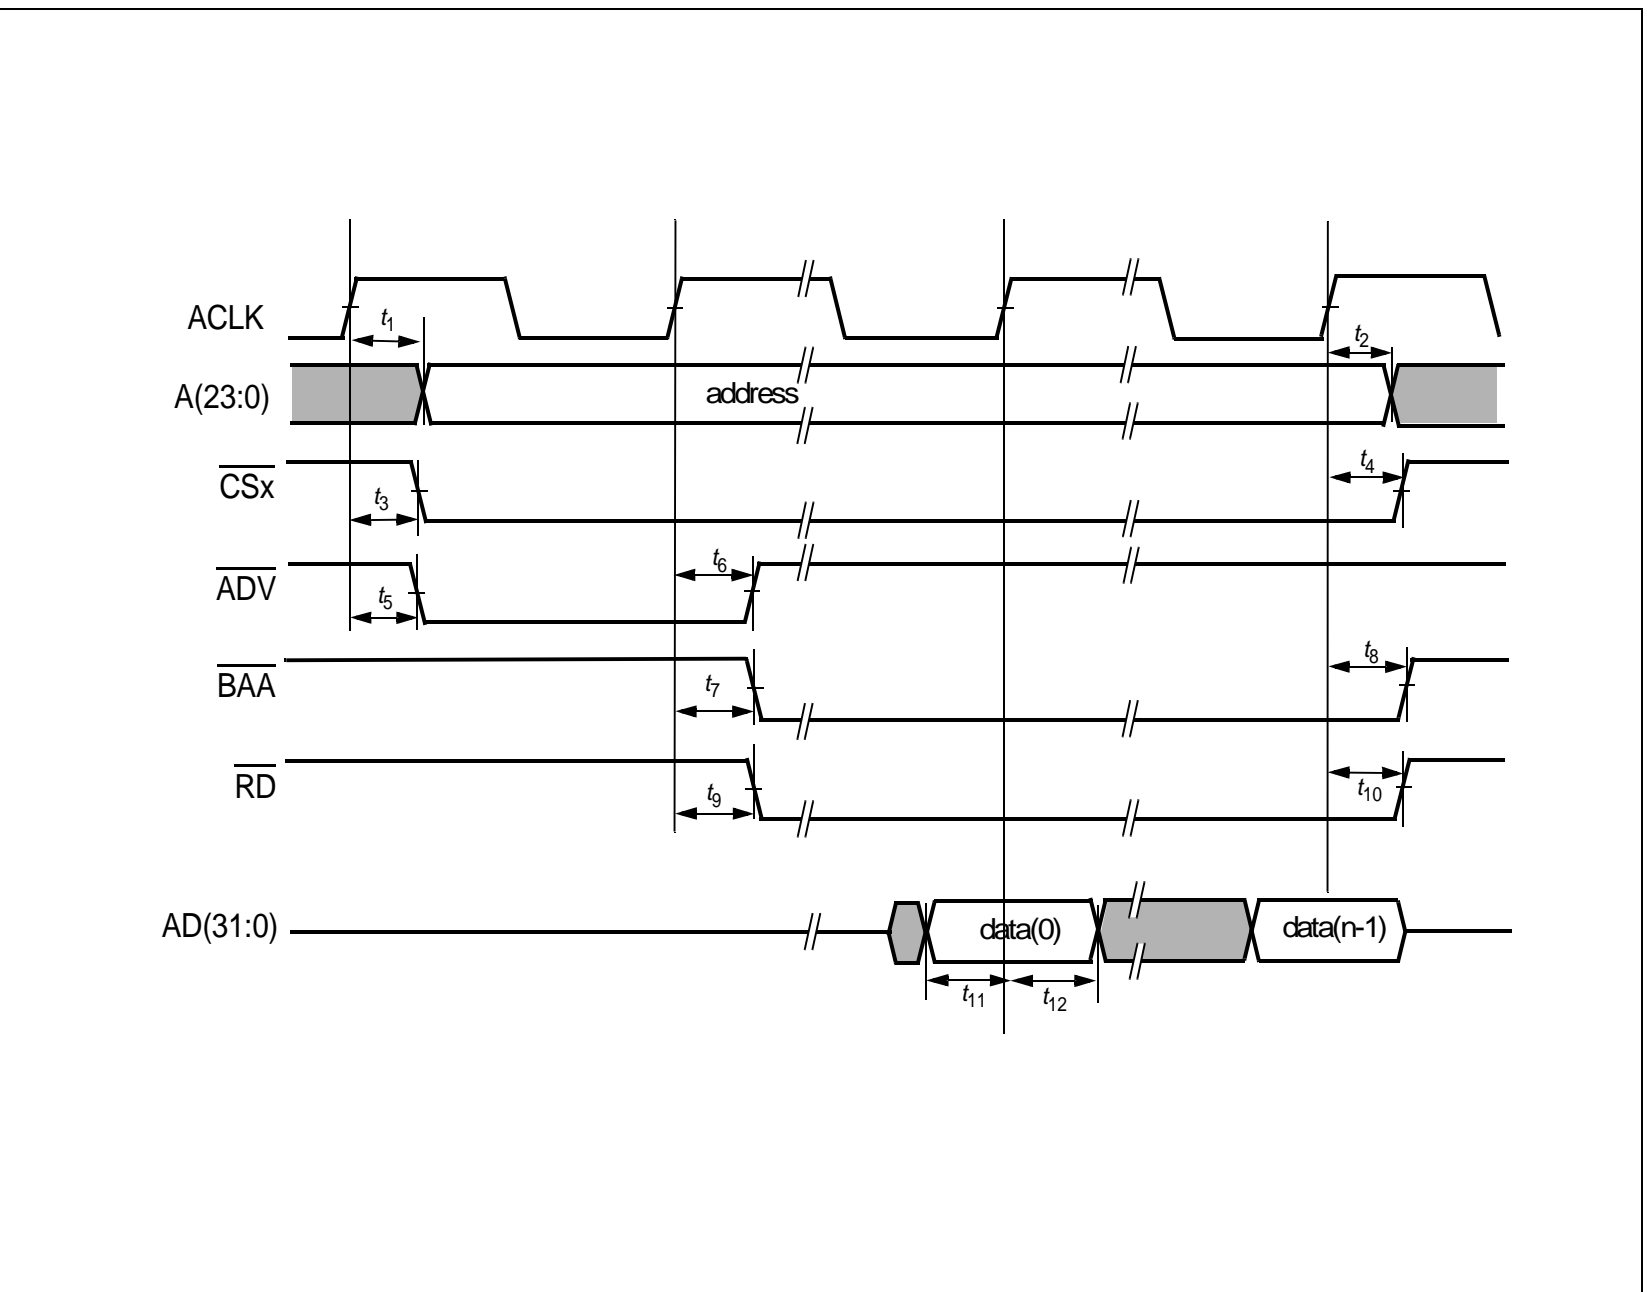 ACLK
t1
t2
A(23:0)
address
CSx
t3
t4
ADV
t5
t6
BAA
t7
t8
RD
t9
t10
AD(31:0)
data(0)
data(n-1)
t11
t12